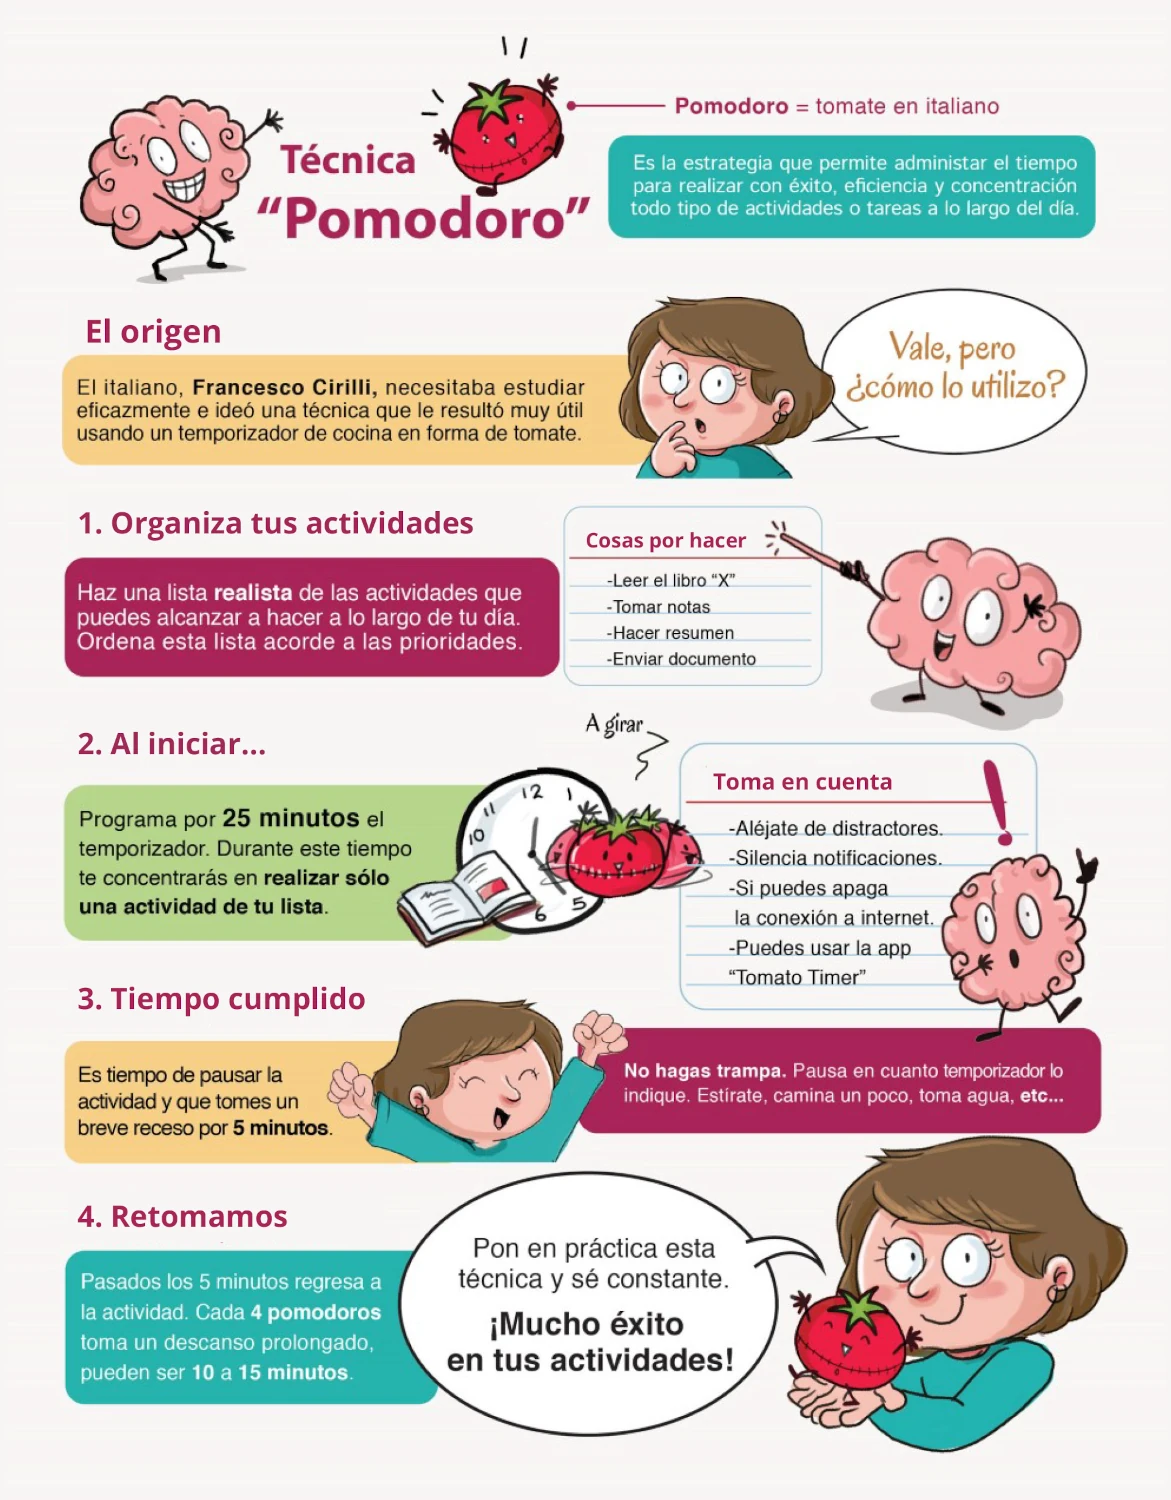 Pomodoro = tomate en italiano
Técnica
“Pomodoro”
Es la estrategia que permite administar el tiempo
para realizar con éxito, eficiencia y concentración
todo tipo de actividades o tareas a lo largo del día.
El origen
El italiano, Francesco Cirilli, necesitaba estudiar
eficazmente e ideó una técnica que le resultó muy útil
usando un temporizador de cocina en forma de tomate.
Vale, pero
¿cómo lo utilizo?
1. Organiza tus actividades
Haz una lista realista de las actividades que
puedes alcanzar a hacer a lo largo de tu día.
Ordena esta lista acorde a las prioridades.
Cosas por hacer
-Leer el libro “X”
-Tomar notas
-Hacer resumen
-Enviar documento
2. Al iniciar...
Programa por 25 minutos el
temporizador. Durante este tiempo
te concentrarás en realizar sólo
una actividad de tu lista.
A girar
12
1
11
10
6
5
Toma en cuenta
!
-Aléjate de distractores.
-Silencia notificaciones.
-Si puedes apaga
la conexión a internet.
-Puedes usar la app
“Tomato Timer”
3. Tiempo cumplido
Es tiempo de pausar la
actividad y que tomes un
breve receso por 5 minutos.
No hagas trampa. Pausa en cuanto temporizador lo
indique. Estírate, camina un poco, toma agua, etc...
4. Retomamos
Pasados los 5 minutos regresa a
la actividad. Cada 4 pomodoros
toma un descanso prolongado,
pueden ser 10 a 15 minutos.
Pon en práctica esta
técnica y sé constante.
¡Mucho éxito
en tus actividades!